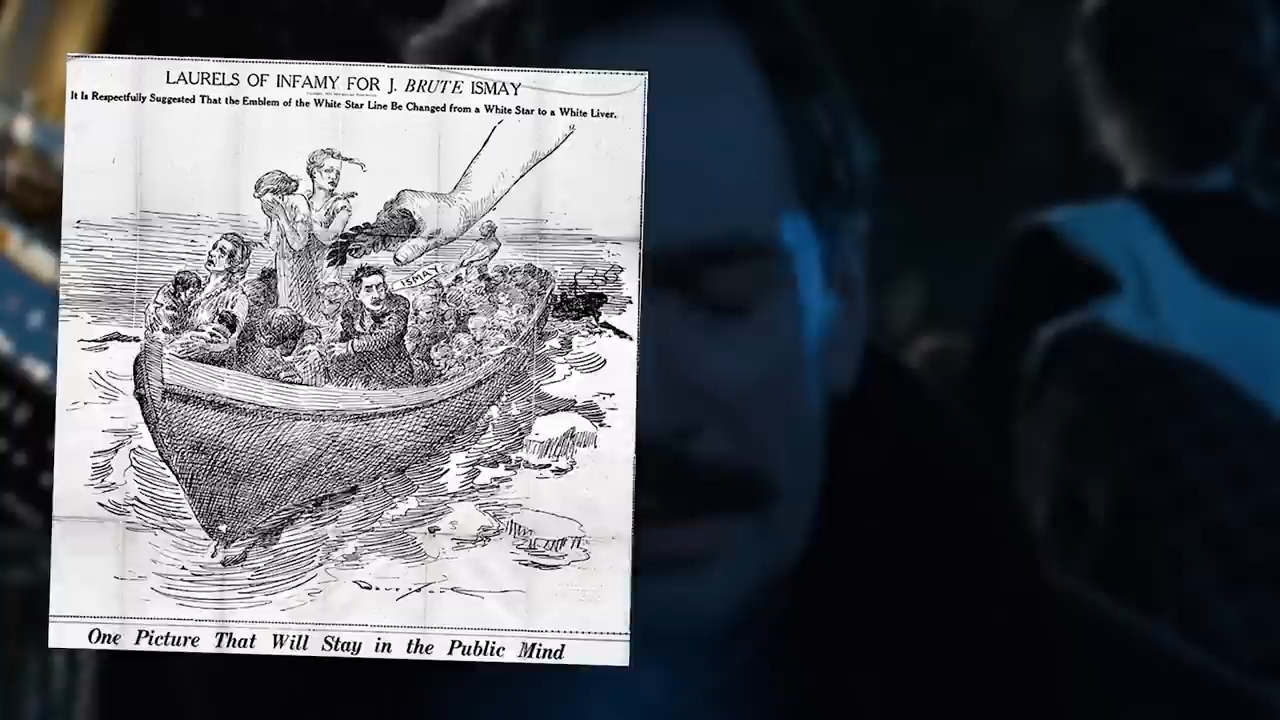 LAURELS OF INFAMY FOR J. BRUTE ISMAY
It Is Respectfully Suggested That the Emblem of the White Star Line Be Changed from a White Star to a White Liver.
ISMAY
One Picture That Will Stay in the Public Mind